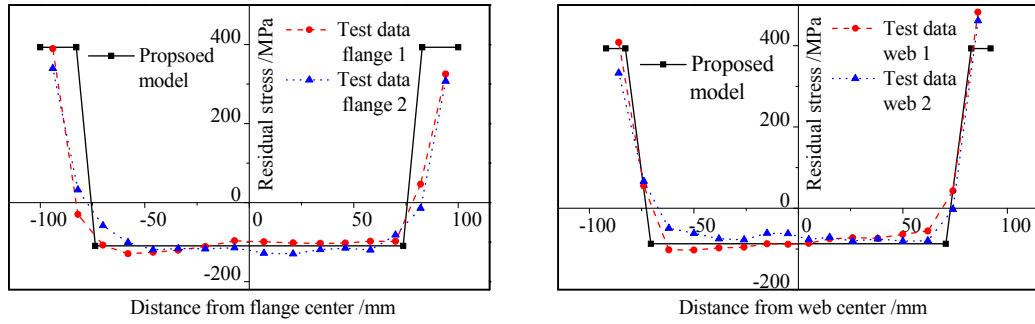 400
200
0
-200
-100
-50
0
50
100
Residual stress /MPa
Propsoed
model
Test data
flange 1
Test data
flange 2
Distance from flange center /mm
400
200
0
-200
-100
-50
0
50
100
Residual stress /MPa
Proposed
model
Test data
web 1
Test data
web 2
Distance from web center /mm